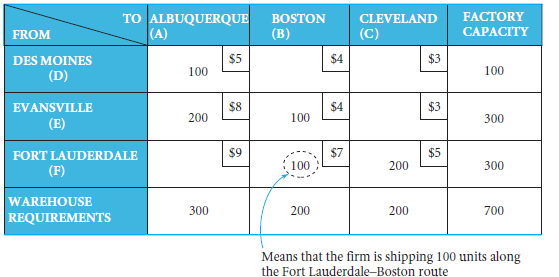 TO ALBUQUERQUE BOSTON CLEVELAND FACTORY
FROM (A) (B) (C) CAPACITY
DES MOINES $5 $4 $3
(D) 100 100
EVANSVILLE $8 $4 $3
(E) 200 100 300
FORT LAUDERDALE $9 $7 $5
(F) 100 200 300
WAREHOUSE
REQUIREMENTS 300 200 200 700
Means that the firm is shipping 100 units along
the Fort Lauderdale–Boston route